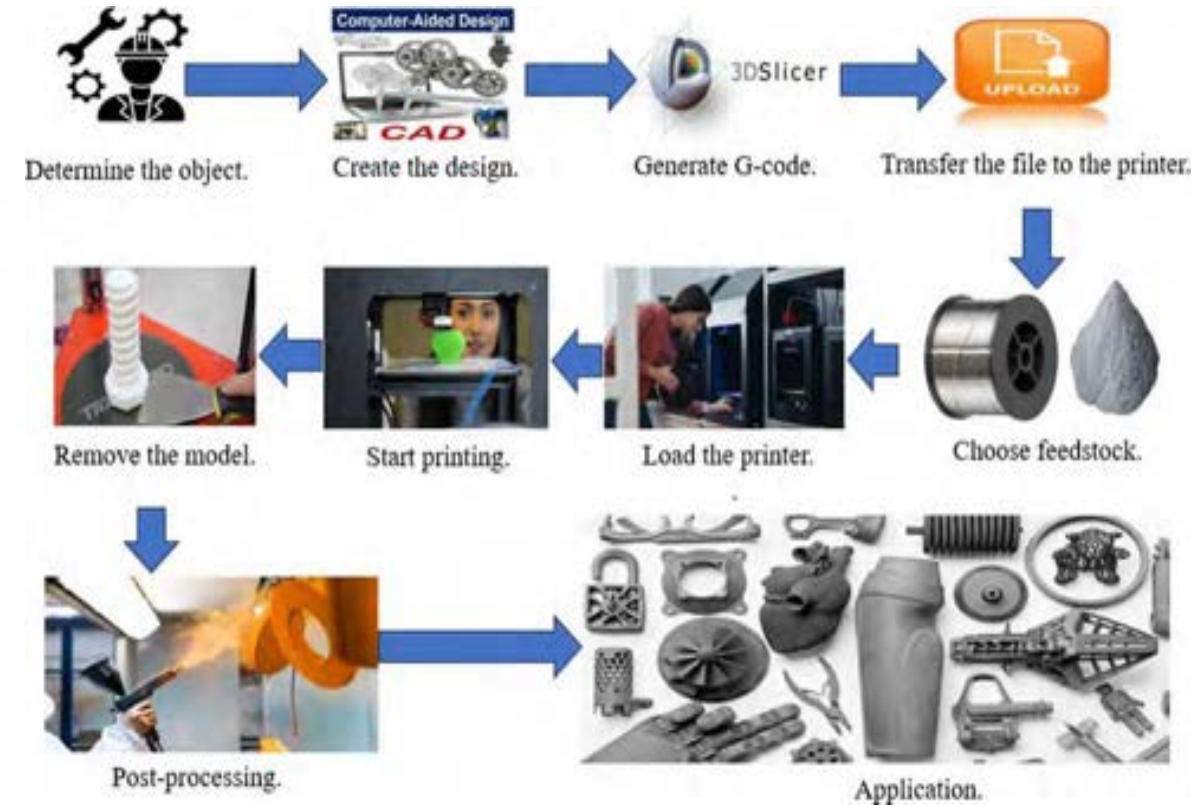 Computer-Aided Design
CAD
3DSlicer
UPLOAD
Determine the object.
Create the design.
Generate G-code.
Transfer the file to the printer.
Remove the model.
Start printing.
Load the printer.
Choose feedstock.
Post-processing.
Application.